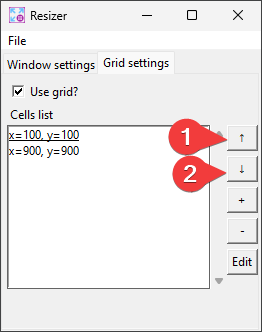 Resizer
File
Window settings Grid settings
Use grid?
Cells list
x=100, y=100
x=900, y=900
1 ↑
2 ↓
+
-
Edit